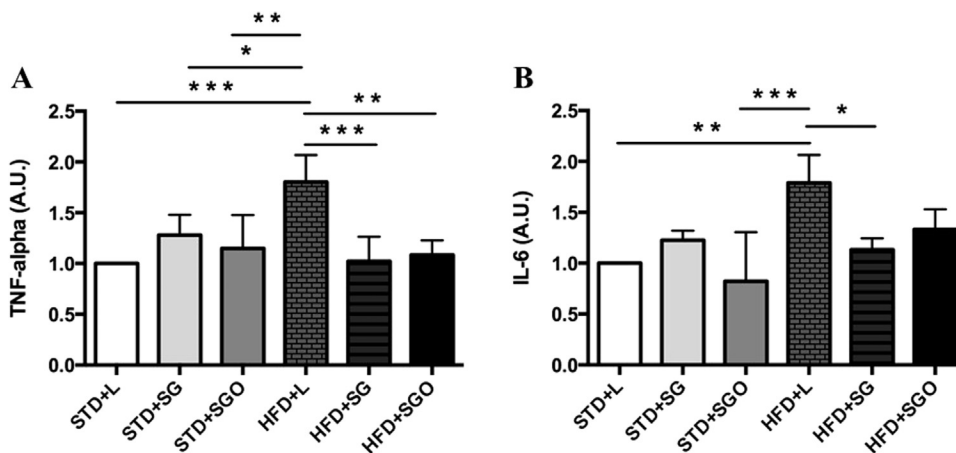 A
* *
*
* * *
* *
* * *
TNF-alpha (A.U.)
2.5
2.0
1.5
1.0
0.5
0.0
STD+L
STD+SG
STD+SGO
HFD+L
HFD+SG
HFD+SGO
B
* * *
* *
*
IL-6 (A.U.)
2.5
2.0
1.5
1.0
0.5
0.0
STD+L
STD+SG
STD+SGO
HFD+L
HFD+SG
HFD+SGO